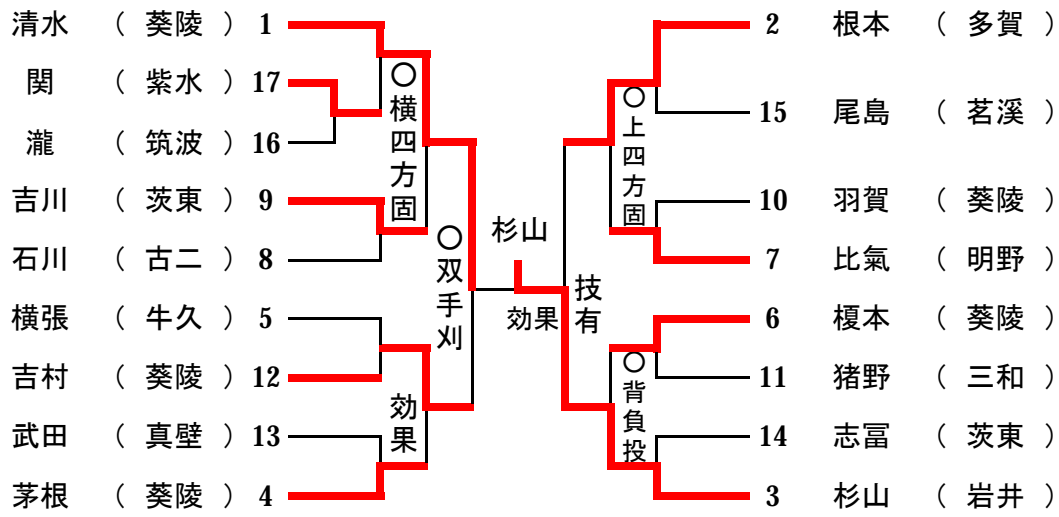 清水 （ 葵陵 ） 1
関 （ 紫水 ） 17
瀧 （ 筑波 ） 16
吉川 （ 茨東 ） 9
石川 （ 古二 ） 8
横張 （ 牛久 ） 5
吉村 （ 葵陵 ） 12
武田 （ 真壁 ） 13
茅根 （ 葵陵 ） 4
〇横四方固
効果
〇双手刈
杉山
効果
技有
〇上四方固
〇背負投
2 根本 （ 多賀 ）
15 尾島 （ 茗溪 ）
10 羽賀 （ 葵陵 ）
7 比氣 （ 明野 ）
6 榎本 （ 葵陵 ）
11 猪野 （ 三和 ）
14 志冨 （ 茨東 ）
3 杉山 （ 岩井 ）